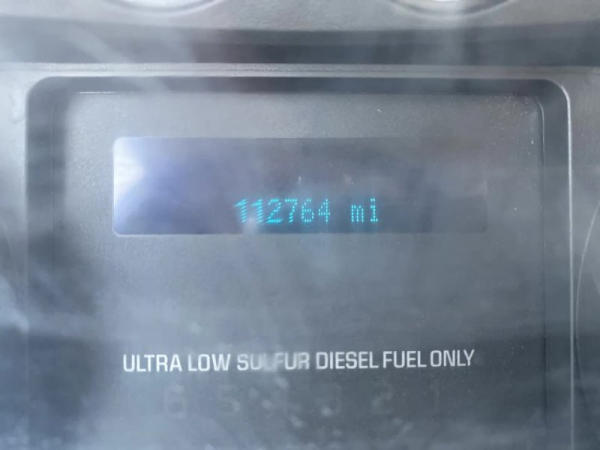 112764 mi
ULTRA LOW SULFUR DIESEL FUEL ONLY